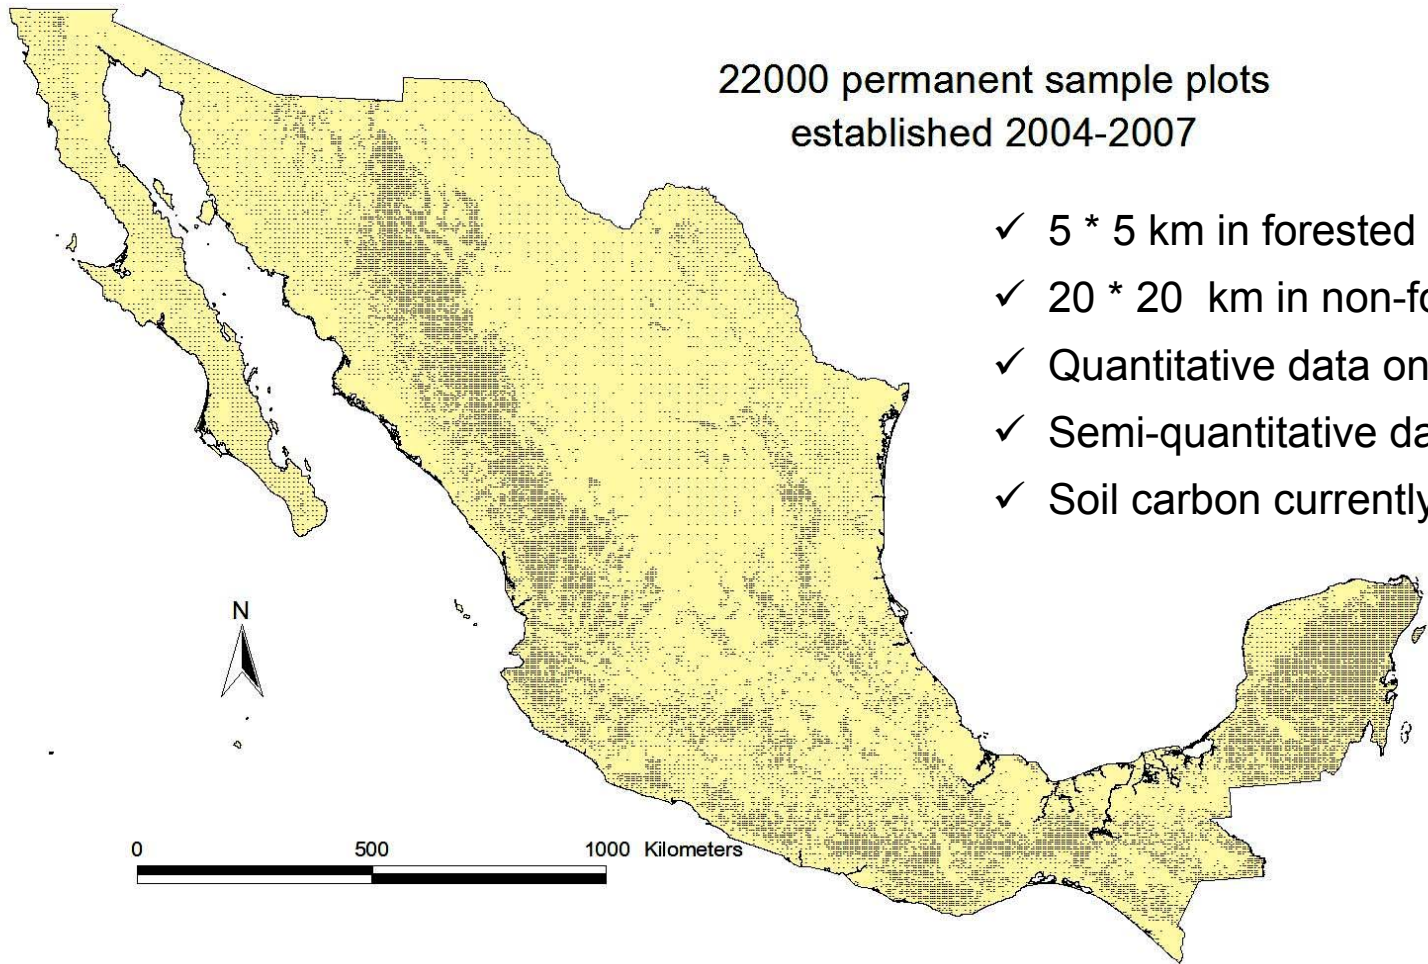 22000 permanent sample plots
established 2004-2007
✓ 5 * 5 km in forested
✓ 20 * 20 km in non-fo
✓ Quantitative data on
✓ Semi-quantitative da
✓ Soil carbon currently
N
0 500 1000 Kilometers